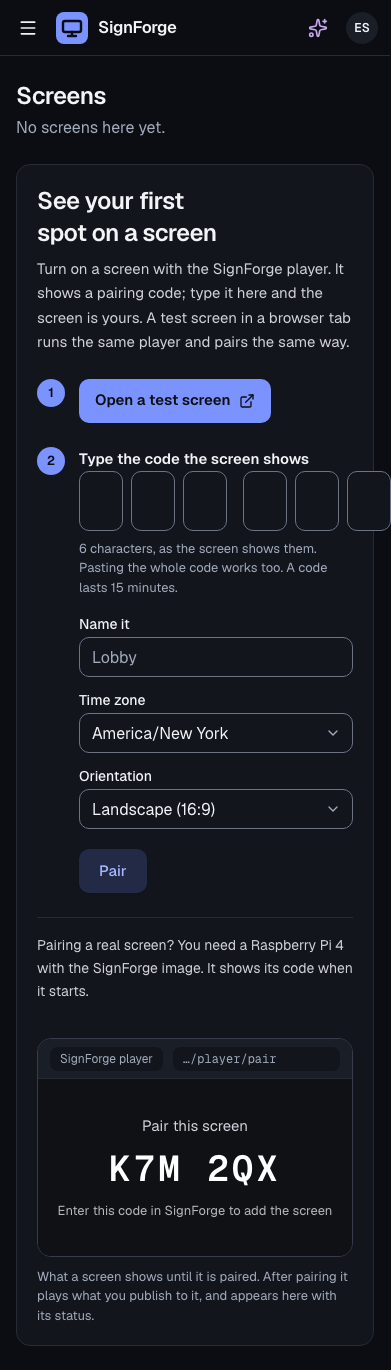 SignForge
ES
Screens
No screens here yet.
See your first
spot on a screen
Turn on a screen with the SignForge player. It
shows a pairing code; type it here and the
screen is yours. A test screen in a browser tab
runs the same player and pairs the same way.
1
Open a test screen
2
Type the code the screen shows
6 characters, as the screen shows them.
Pasting the whole code works too. A code
lasts 15 minutes.
Name it
Lobby
Time zone
America/New York
Orientation
Landscape (16:9)
Pair
Pairing a real screen? You need a Raspberry Pi 4
with the SignForge image. It shows its code when
it starts.
SignForge player
…/player/pair
Pair this screen
K7M 2QX
Enter this code in SignForge to add the screen
What a screen shows until it is paired. After pairing it
plays what you publish to it, and appears here with
its status.